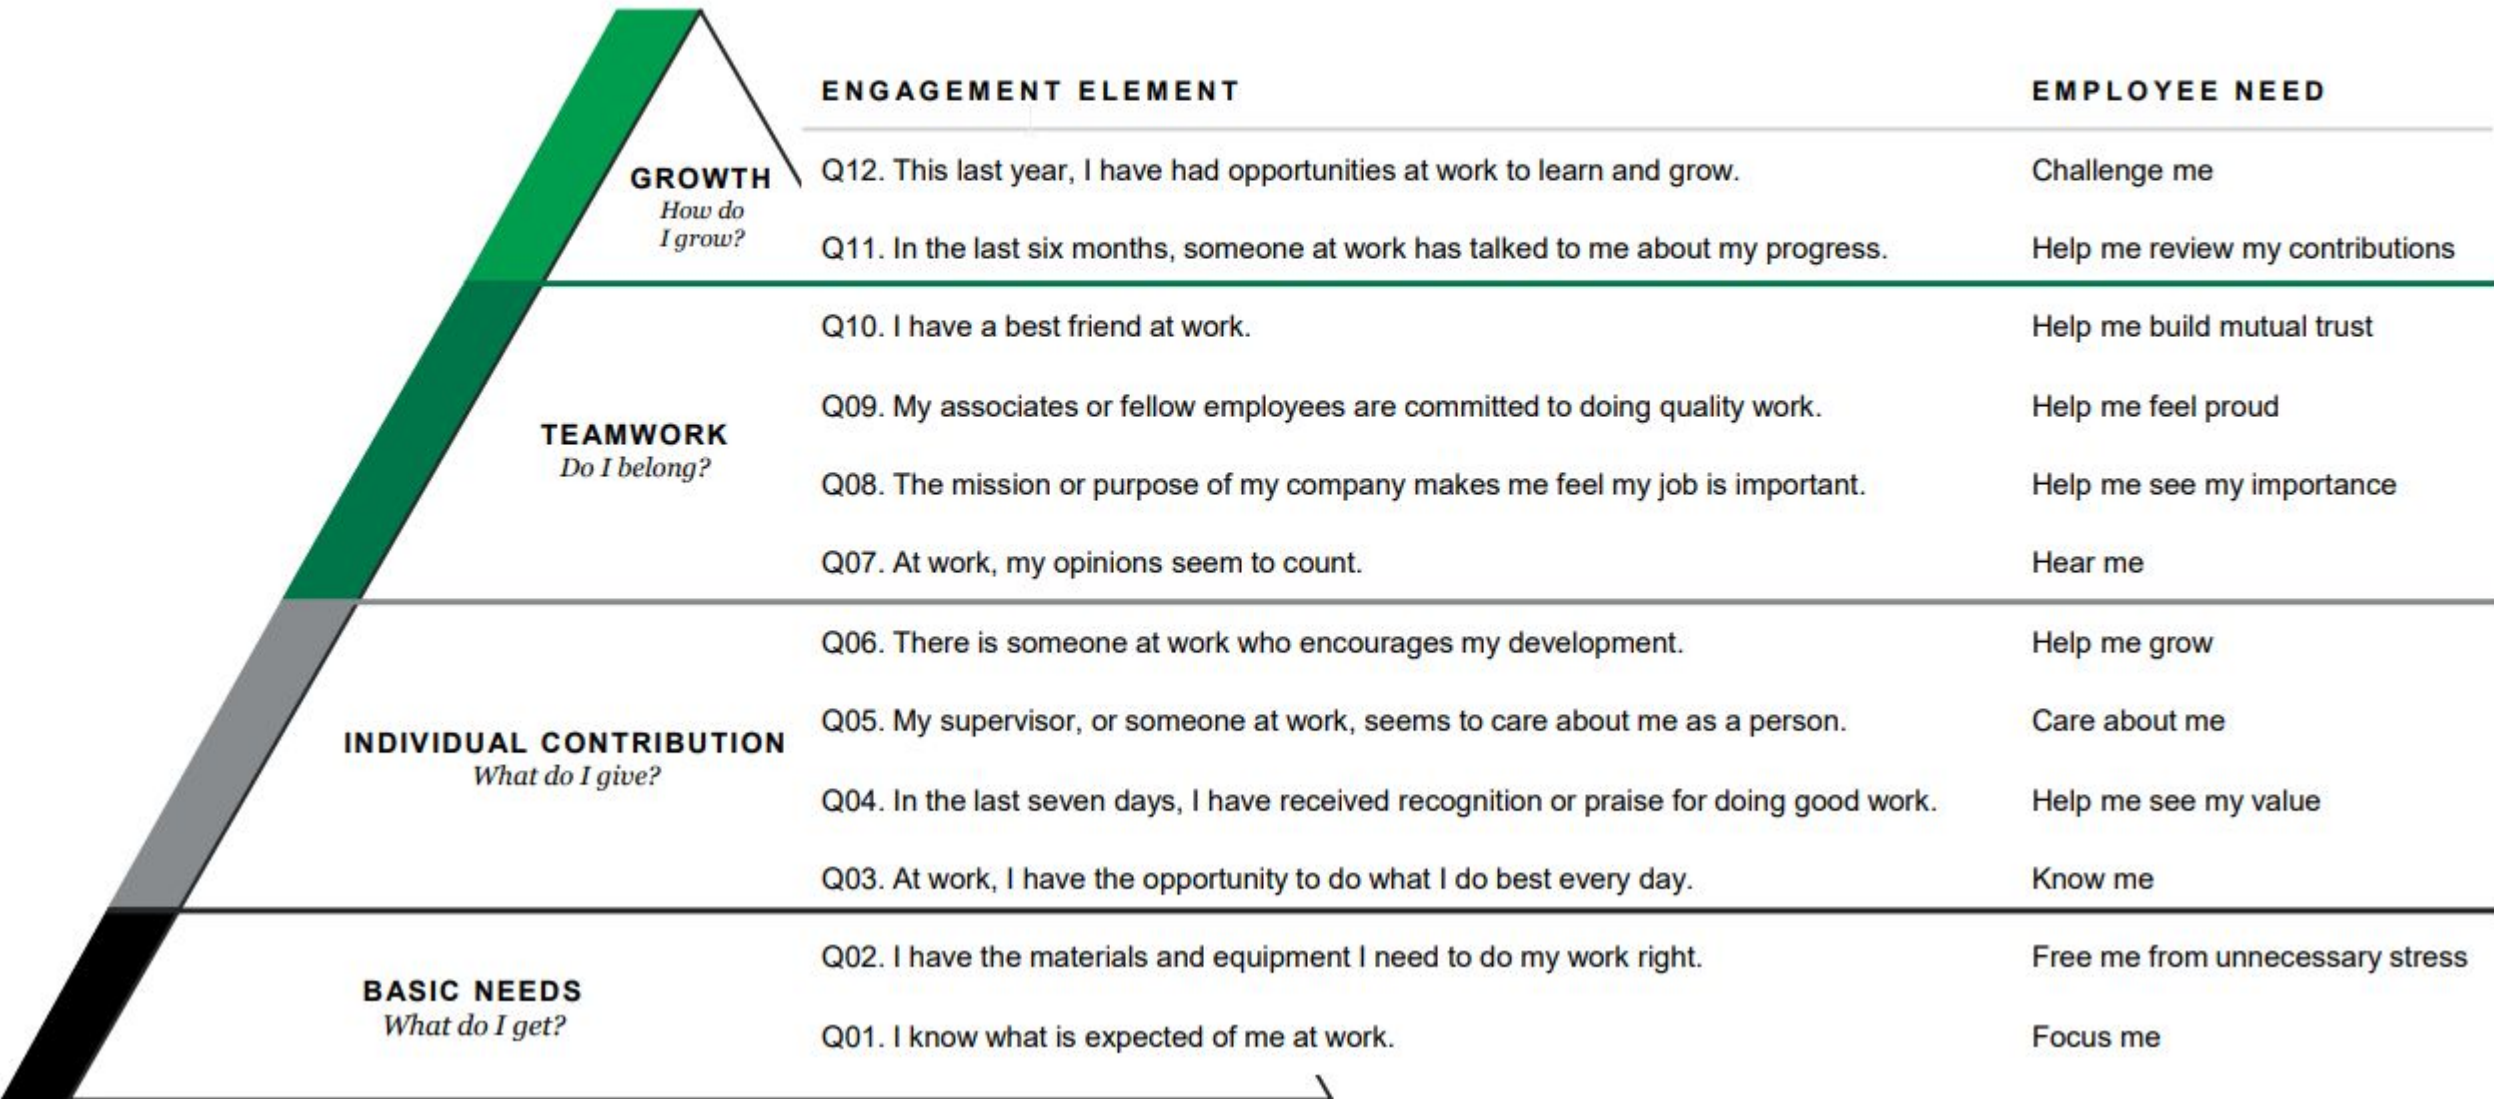 ENGAGEMENT ELEMENT
EMPLOYEE NEED
GROWTH
How do
I grow?
Q12. This last year, I have had opportunities at work to learn and grow.
Challenge me
Q11. In the last six months, someone at work has talked to me about my progress.
Help me review my contributions
TEAMWORK
Do I belong?
Q10. I have a best friend at work.
Help me build mutual trust
Q09. My associates or fellow employees are committed to doing quality work.
Help me feel proud
Q08. The mission or purpose of my company makes me feel my job is important.
Help me see my importance
Q07. At work, my opinions seem to count.
Hear me
INDIVIDUAL CONTRIBUTION
What do I give?
Q06. There is someone at work who encourages my development.
Help me grow
Q05. My supervisor, or someone at work, seems to care about me as a person.
Care about me
Q04. In the last seven days, I have received recognition or praise for doing good work.
Help me see my value
Q03. At work, I have the opportunity to do what I do best every day.
Know me
BASIC NEEDS
What do I get?
Q02. I have the materials and equipment I need to do my work right.
Free me from unnecessary stress
Q01. I know what is expected of me at work.
Focus me